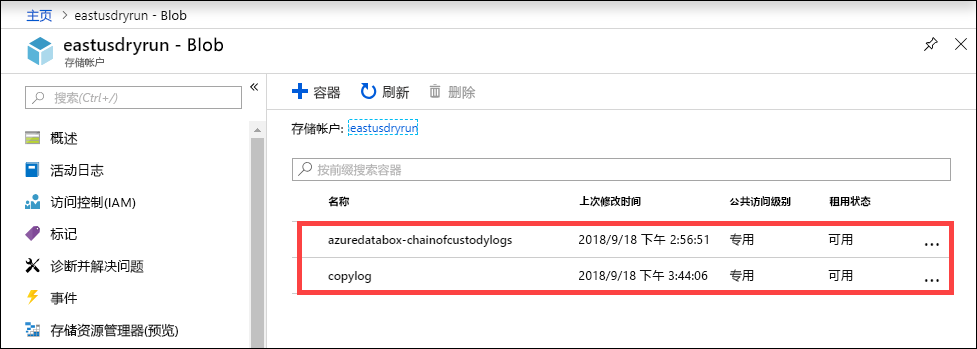 主页 > eastusdryrun - Blob
eastusdryrun - Blob
存储帐户
搜索(Ctrl+/)
概述
活动日志
访问控制(IAM)
标记
诊断并解决问题
事件
存储资源管理器(预览)
容器 刷新 删除
存储帐户: eastusdryrun
按前缀搜索容器
名称 上次修改时间 公共访问级别 租用状态
azuredatabox-chainofcustodylogs 2018/9/18 下午 2:56:51 专用 可用 ...
copylog 2018/9/18 下午 3:44:06 专用 可用 ...